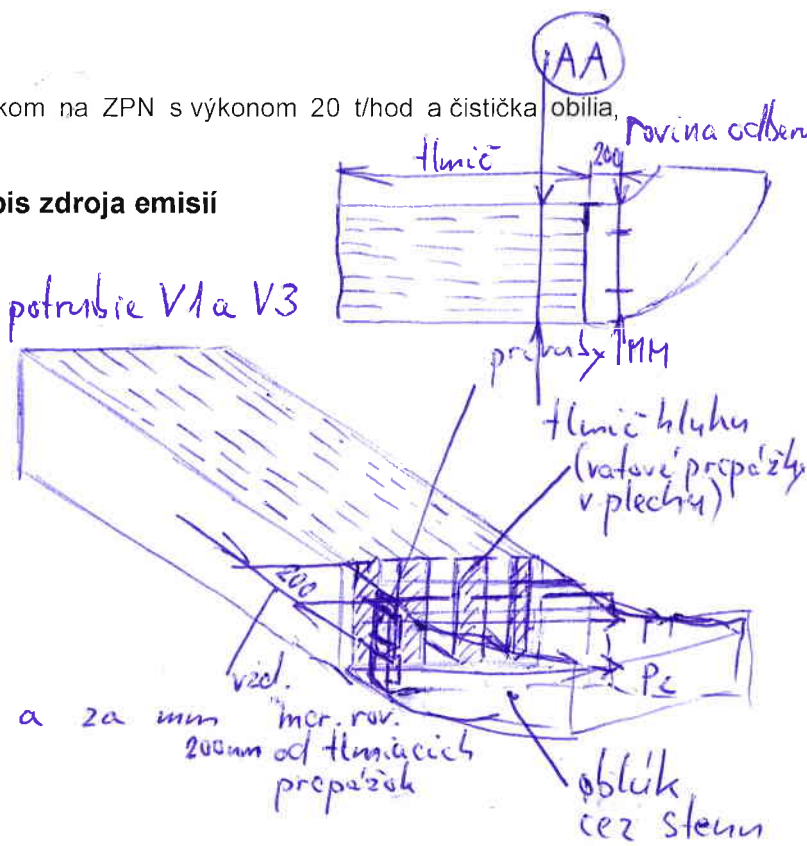 AA
kom na ZPN s výkonom 20 t/hod a čistička obilia,
rovina odberu
tlmič
200
pis zdroja emisií
potrubie V1 a V3
príruby MM
tlmič hluku
(vatové prepážky
v plechu)
200
P1
P2
vzd.
a za mm mer. rov.
200mm od tlmiacich
prepážok
oblúk
cez stenu